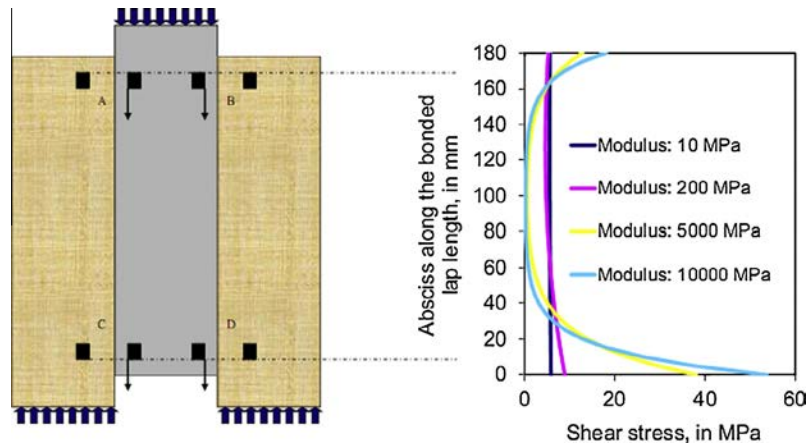 A
B
C
D
Absciss along the bonded
lap length, in mm
180
160
140
120
100
80
60
40
20
0
Modulus: 10 MPa
Modulus: 200 MPa
Modulus: 5000 MPa
Modulus: 10000 MPa
0
20
40
60
Shear stress, in MPa